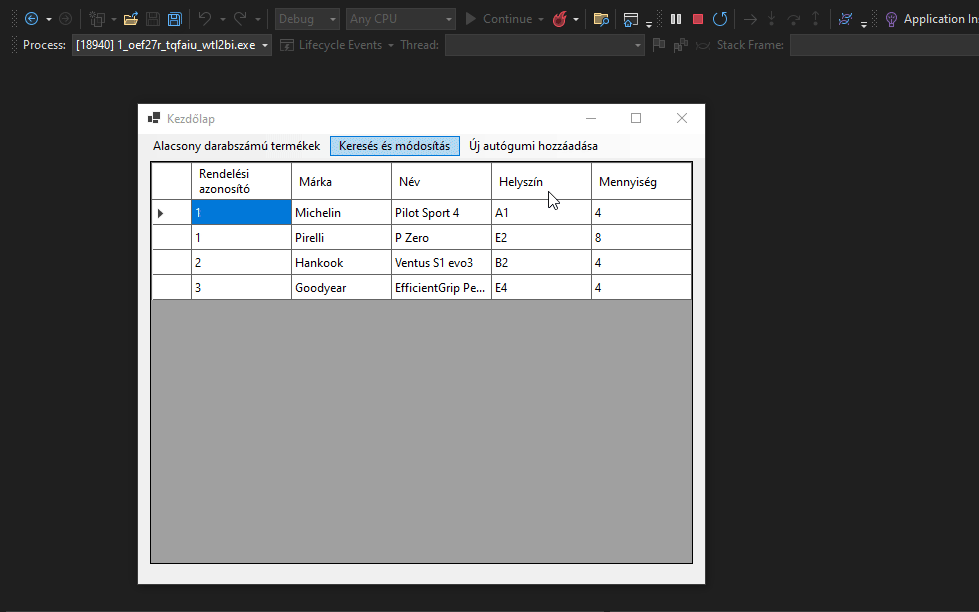 Debug Any CPU Continue Application In
Process: [18940] 1_oef27r_tqfaiu_wtl2bi.exe Lifecycle Events Thread: Stack Frame:
Kezdőlap
Alacsony darabszámú termékek Keresés és módosítás Új autógumi hozzáadása
Rendelési azonosító Márka Név Helyszín Mennyiség
1 Michelin Pilot Sport 4 A1 4
1 Pirelli P Zero E2 8
2 Hankook Ventus S1 evo3 B2 4
3 Goodyear EfficientGrip Pe... E4 4